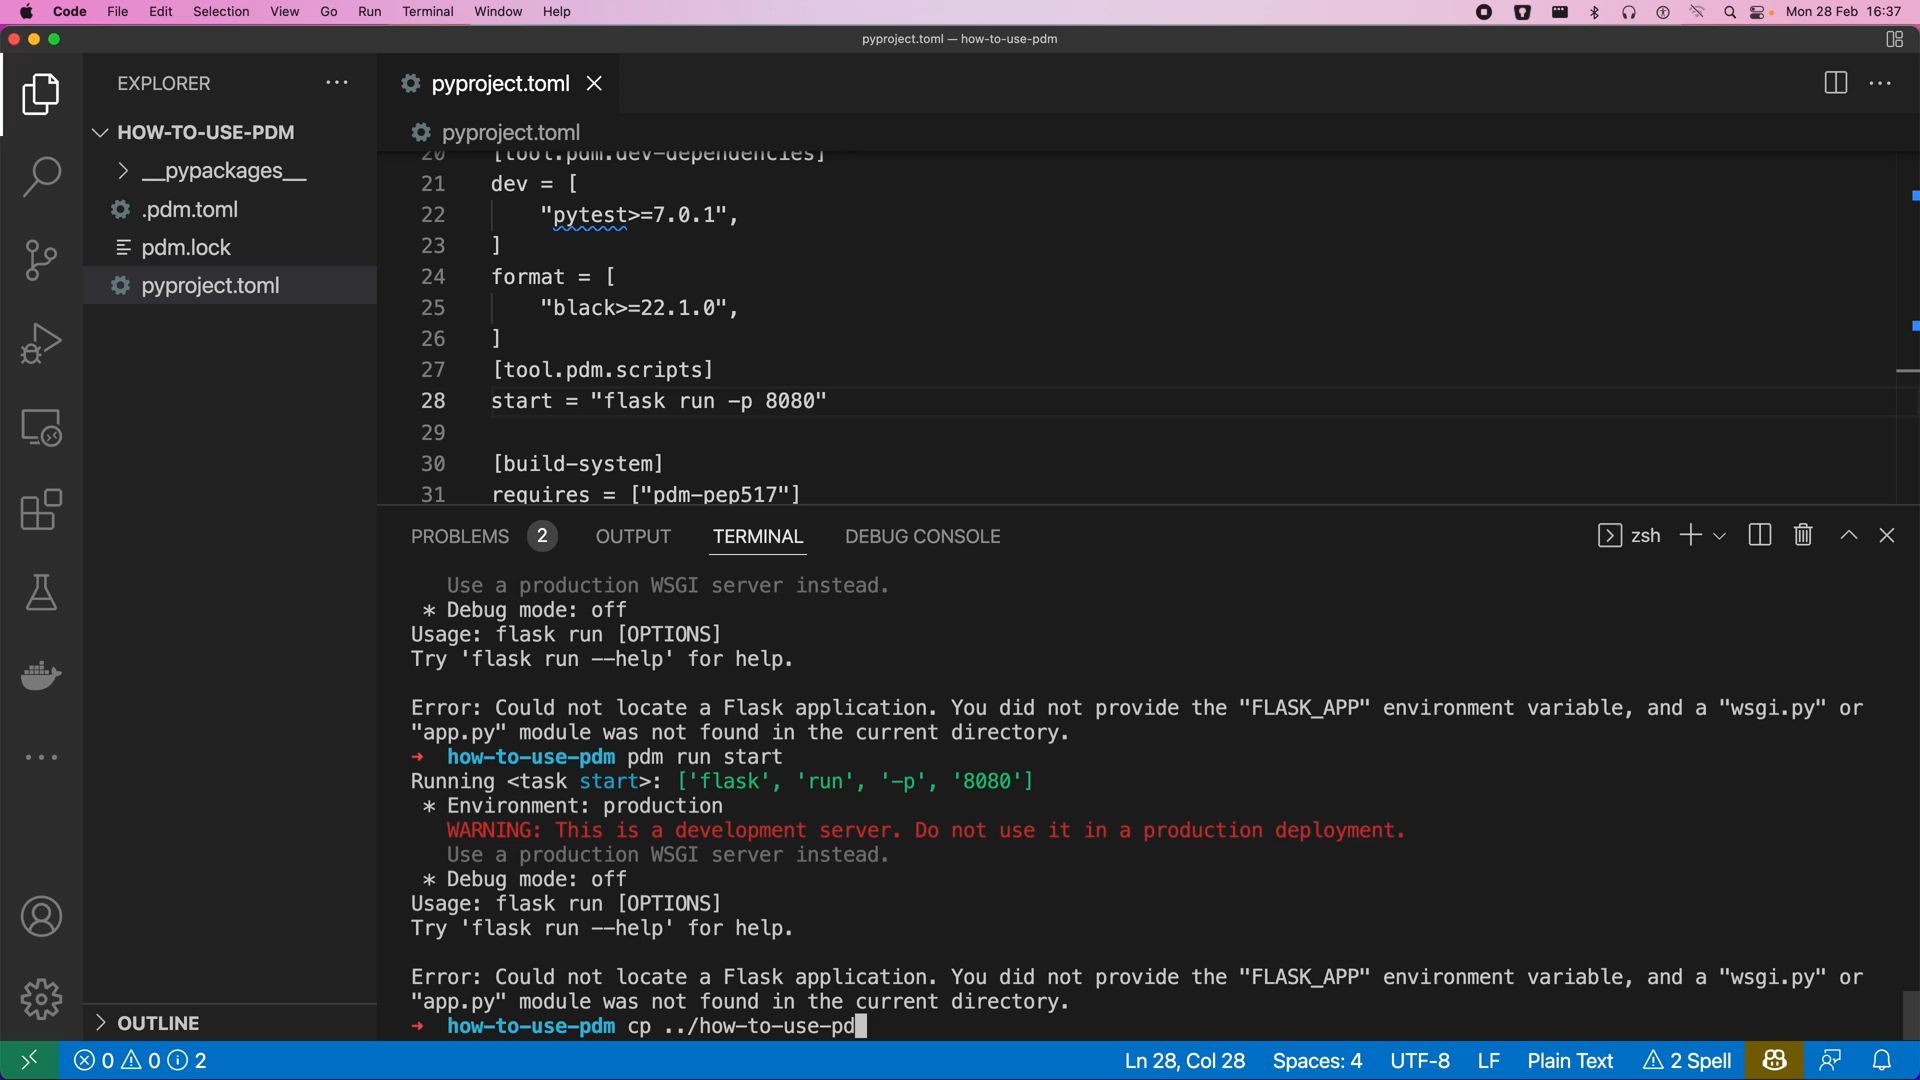 Code File Edit Selection View Go Run Terminal Window Help Mon 28 Feb 16:37
pyproject.toml — how-to-use-pdm
EXPLORER
HOW-TO-USE-PDM
__pypackages__
.pdm.toml
pdm.lock
pyproject.toml
OUTLINE
pyproject.toml
pyproject.toml
20 [tool.pdm.dev-dependencies]
21 dev = [
22 "pytest>=7.0.1",
23 ]
24 format = [
25 "black>=22.1.0",
26 ]
27 [tool.pdm.scripts]
28 start = "flask run -p 8080"
29
30 [build-system]
31 requires = ["pdm-pep517"]
PROBLEMS 2 OUTPUT TERMINAL DEBUG CONSOLE zsh
Use a production WSGI server instead.
* Debug mode: off
Usage: flask run [OPTIONS]
Try 'flask run --help' for help.
Error: Could not locate a Flask application. You did not provide the "FLASK_APP" environment variable, and a "wsgi.py" or
"app.py" module was not found in the current directory.
→ how-to-use-pdm pdm run start
Running <task start>: ['flask', 'run', '-p', '8080']
* Environment: production
WARNING: This is a development server. Do not use it in a production deployment.
Use a production WSGI server instead.
* Debug mode: off
Usage: flask run [OPTIONS]
Try 'flask run --help' for help.
Error: Could not locate a Flask application. You did not provide the "FLASK_APP" environment variable, and a "wsgi.py" or
"app.py" module was not found in the current directory.
→ how-to-use-pdm cp ../how-to-use-pd
0 0 2 Ln 28, Col 28 Spaces: 4 UTF-8 LF Plain Text 2 Spell